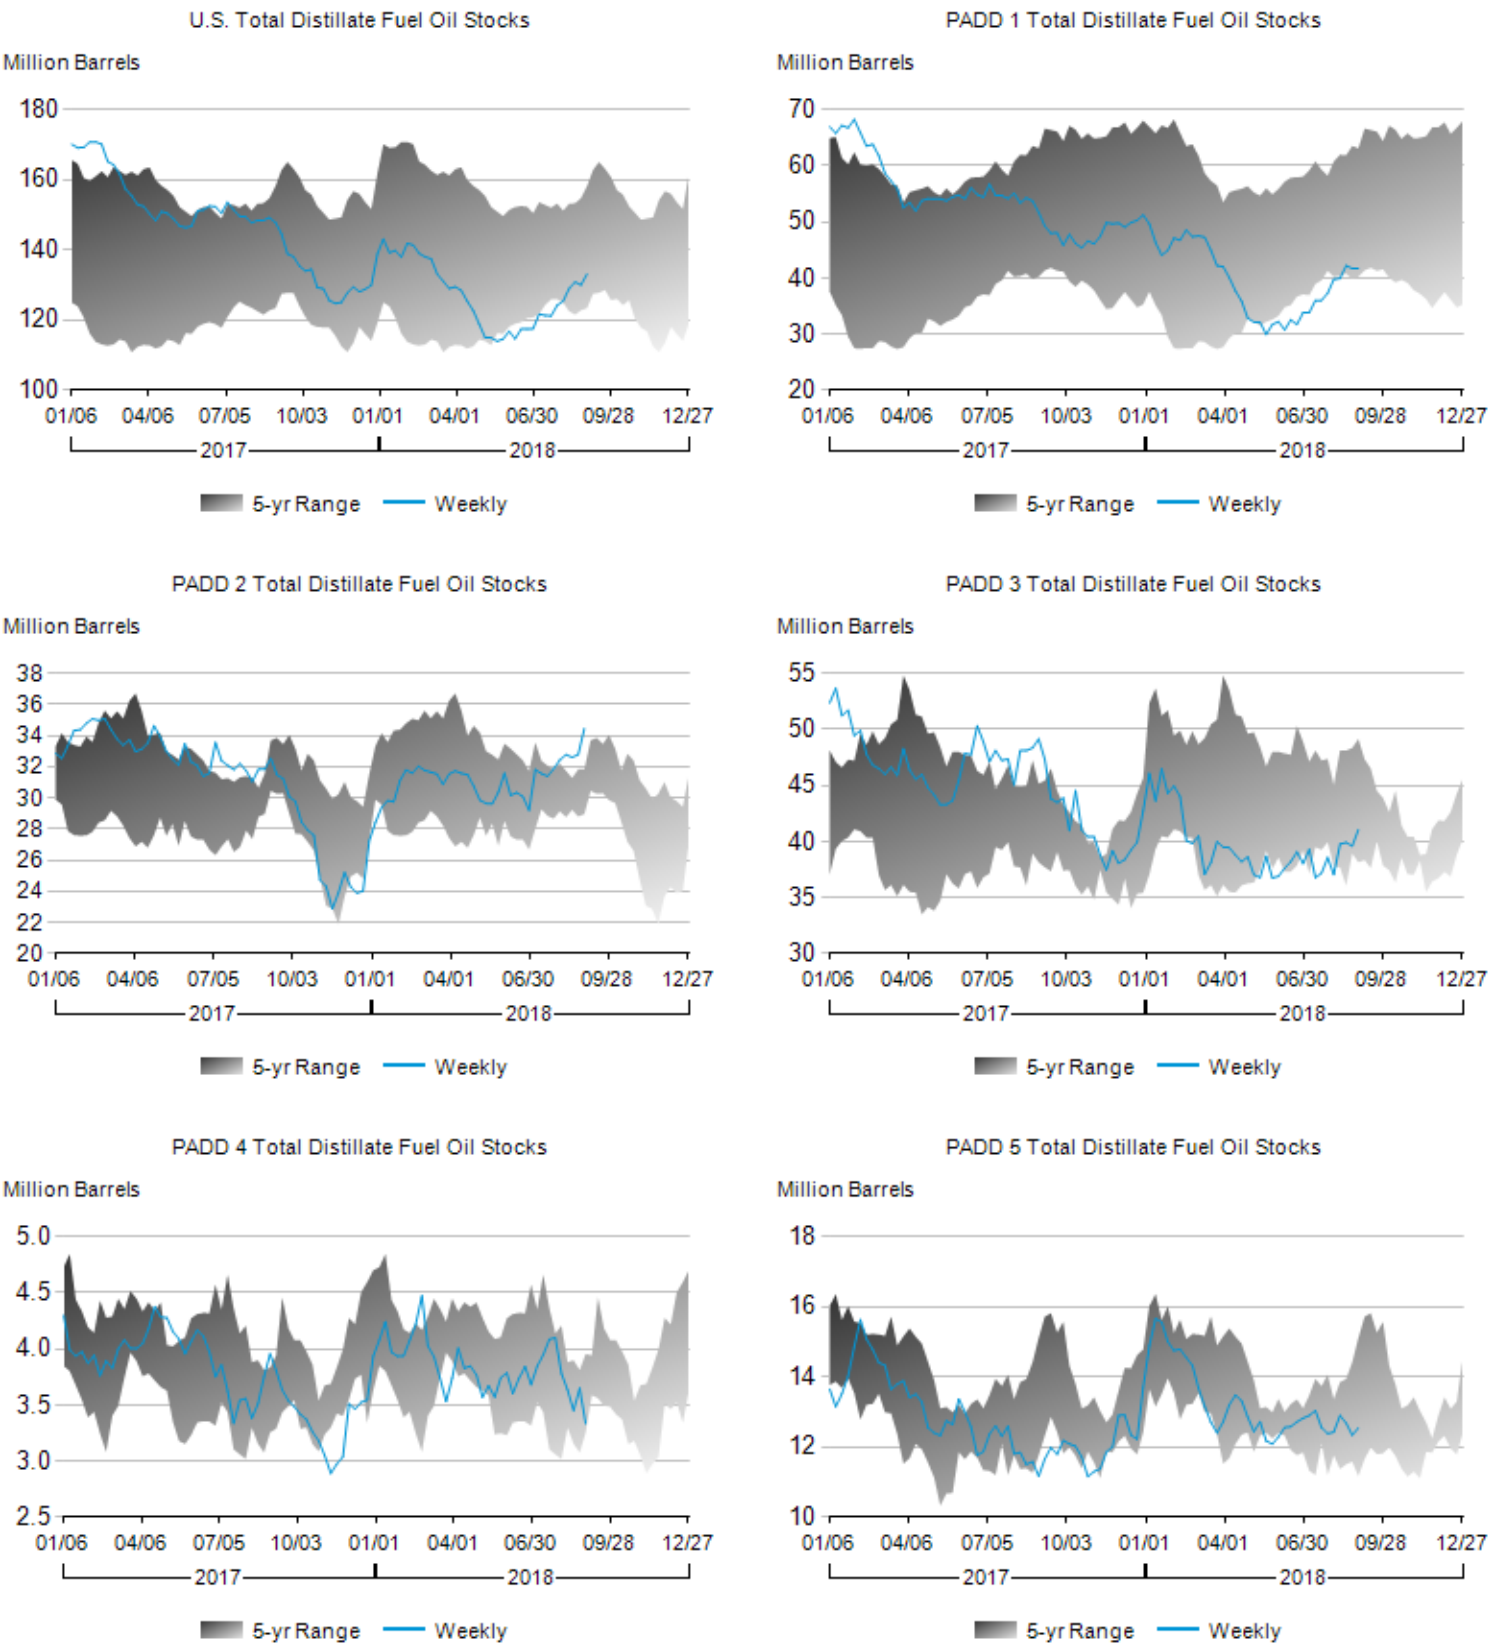 U.S. Total Distillate Fuel Oil Stocks
Million Barrels
180
160
140
120
100
01/06 04/06 07/05 10/03 01/01 04/01 06/30 09/28 12/27
2017 2018
5-yr Range Weekly
PADD 1 Total Distillate Fuel Oil Stocks
Million Barrels
70
60
50
40
30
20
01/06 04/06 07/05 10/03 01/01 04/01 06/30 09/28 12/27
2017 2018
5-yr Range Weekly
PADD 2 Total Distillate Fuel Oil Stocks
Million Barrels
38
36
34
32
30
28
26
24
22
20
01/06 04/06 07/05 10/03 01/01 04/01 06/30 09/28 12/27
2017 2018
5-yr Range Weekly
PADD 3 Total Distillate Fuel Oil Stocks
Million Barrels
55
50
45
40
35
30
01/06 04/06 07/05 10/03 01/01 04/01 06/30 09/28 12/27
2017 2018
5-yr Range Weekly
PADD 4 Total Distillate Fuel Oil Stocks
Million Barrels
5.0
4.5
4.0
3.5
3.0
2.5
01/06 04/06 07/05 10/03 01/01 04/01 06/30 09/28 12/27
2017 2018
5-yr Range Weekly
PADD 5 Total Distillate Fuel Oil Stocks
Million Barrels
18
16
14
12
10
01/06 04/06 07/05 10/03 01/01 04/01 06/30 09/28 12/27
2017 2018
5-yr Range Weekly